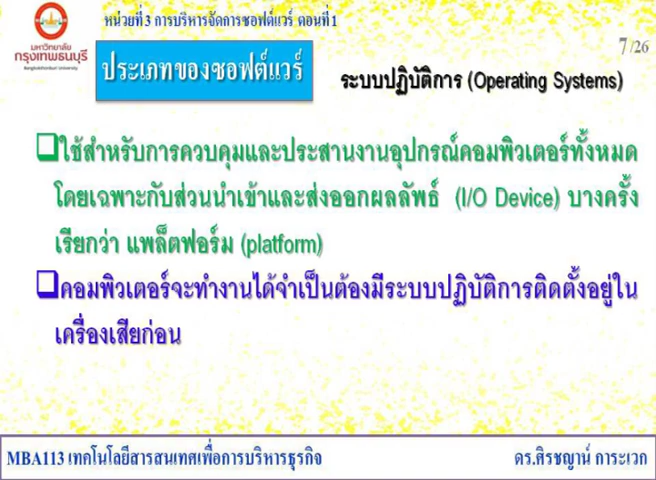 หน่วยที่ 3 การบริหารจัดการซอฟต์แวร์ ตอนที่ 1
7/26
มหาวิทยาลัย
กรุงเทพธนบุรี
Bangkokthonburi University
ประเภทของซอฟต์แวร์
ระบบปฏิบัติการ (Operating Systems)
ใช้สำหรับการควบคุมและประสานงานอุปกรณ์คอมพิวเตอร์ทั้งหมด
โดยเฉพาะกับส่วนนำเข้าและส่งออกผลลัพธ์ (I/O Device) บางครั้ง
เรียกว่า แพล็ตฟอร์ม (platform)
คอมพิวเตอร์จะทำงานได้จำเป็นต้องมีระบบปฏิบัติการติดตั้งอยู่ใน
เครื่องเสียก่อน
MBA113 เทคโนโลยีสารสนเทศเพื่อการบริหารธุรกิจ
ดร.ศิรชญาน์ การะเวก